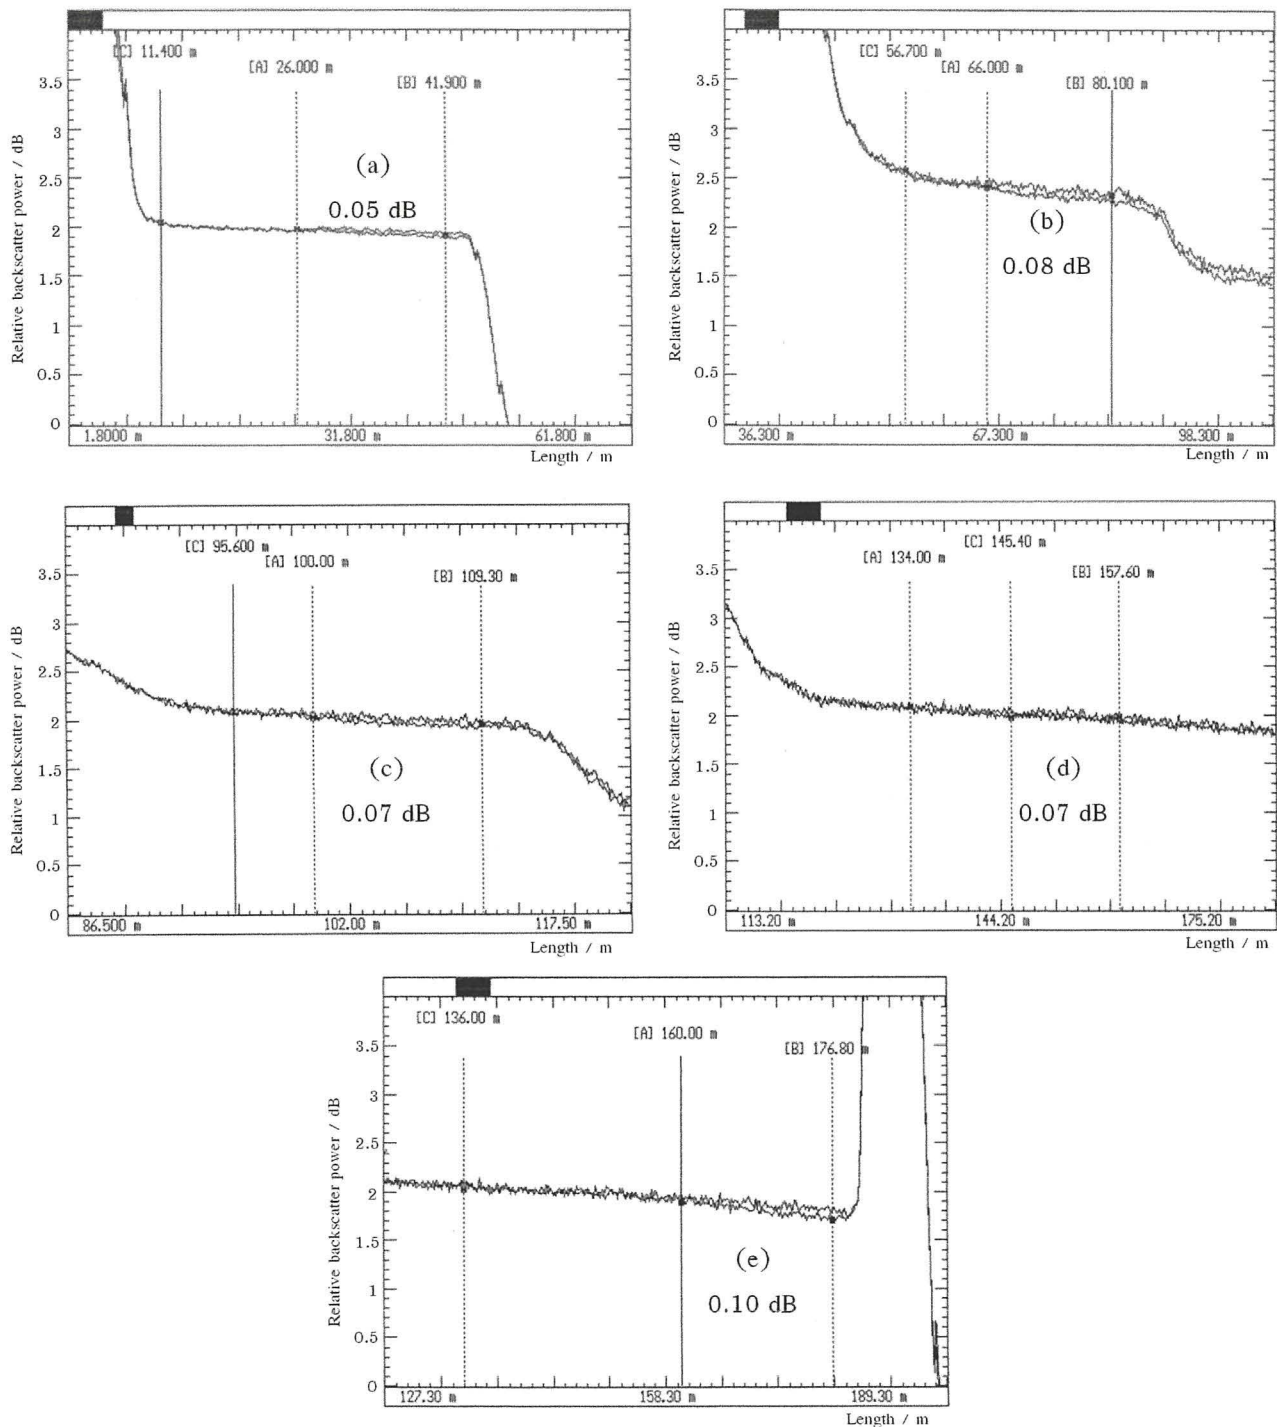 [C] 11.400 m
[A] 26.000 m
[B] 41.900 m
Relative backscatter power / dB
3.5
3
2.5
2
1.5
1
0.5
0
(a)
0.05 dB
1.8000 m 31.800 m 61.800 m
Length / m
[C] 56.700 m
[A] 66.000 m
[B] 80.100 m
Relative backscatter power / dB
3.5
3
2.5
2
1.5
1
0.5
0
(b)
0.08 dB
36.300 m 67.300 m 98.300 m
Length / m
[C] 95.600 m
[A] 100.00 m
[B] 109.30 m
Relative backscatter power / dB
3.5
3
2.5
2
1.5
1
0.5
0
(c)
0.07 dB
86.500 m 102.00 m 117.50 m
Length / m
[C] 145.40 m
[A] 134.00 m
[B] 157.60 m
Relative backscatter power / dB
3.5
3
2.5
2
1.5
1
0.5
0
(d)
0.07 dB
113.20 m 144.20 m 175.20 m
Length / m
[C] 136.00 m
[A] 160.00 m
[B] 176.80 m
Relative backscatter power / dB
3.5
3
2.5
2
1.5
1
0.5
0
(e)
0.10 dB
127.30 m 158.30 m 189.30 m
Length / m